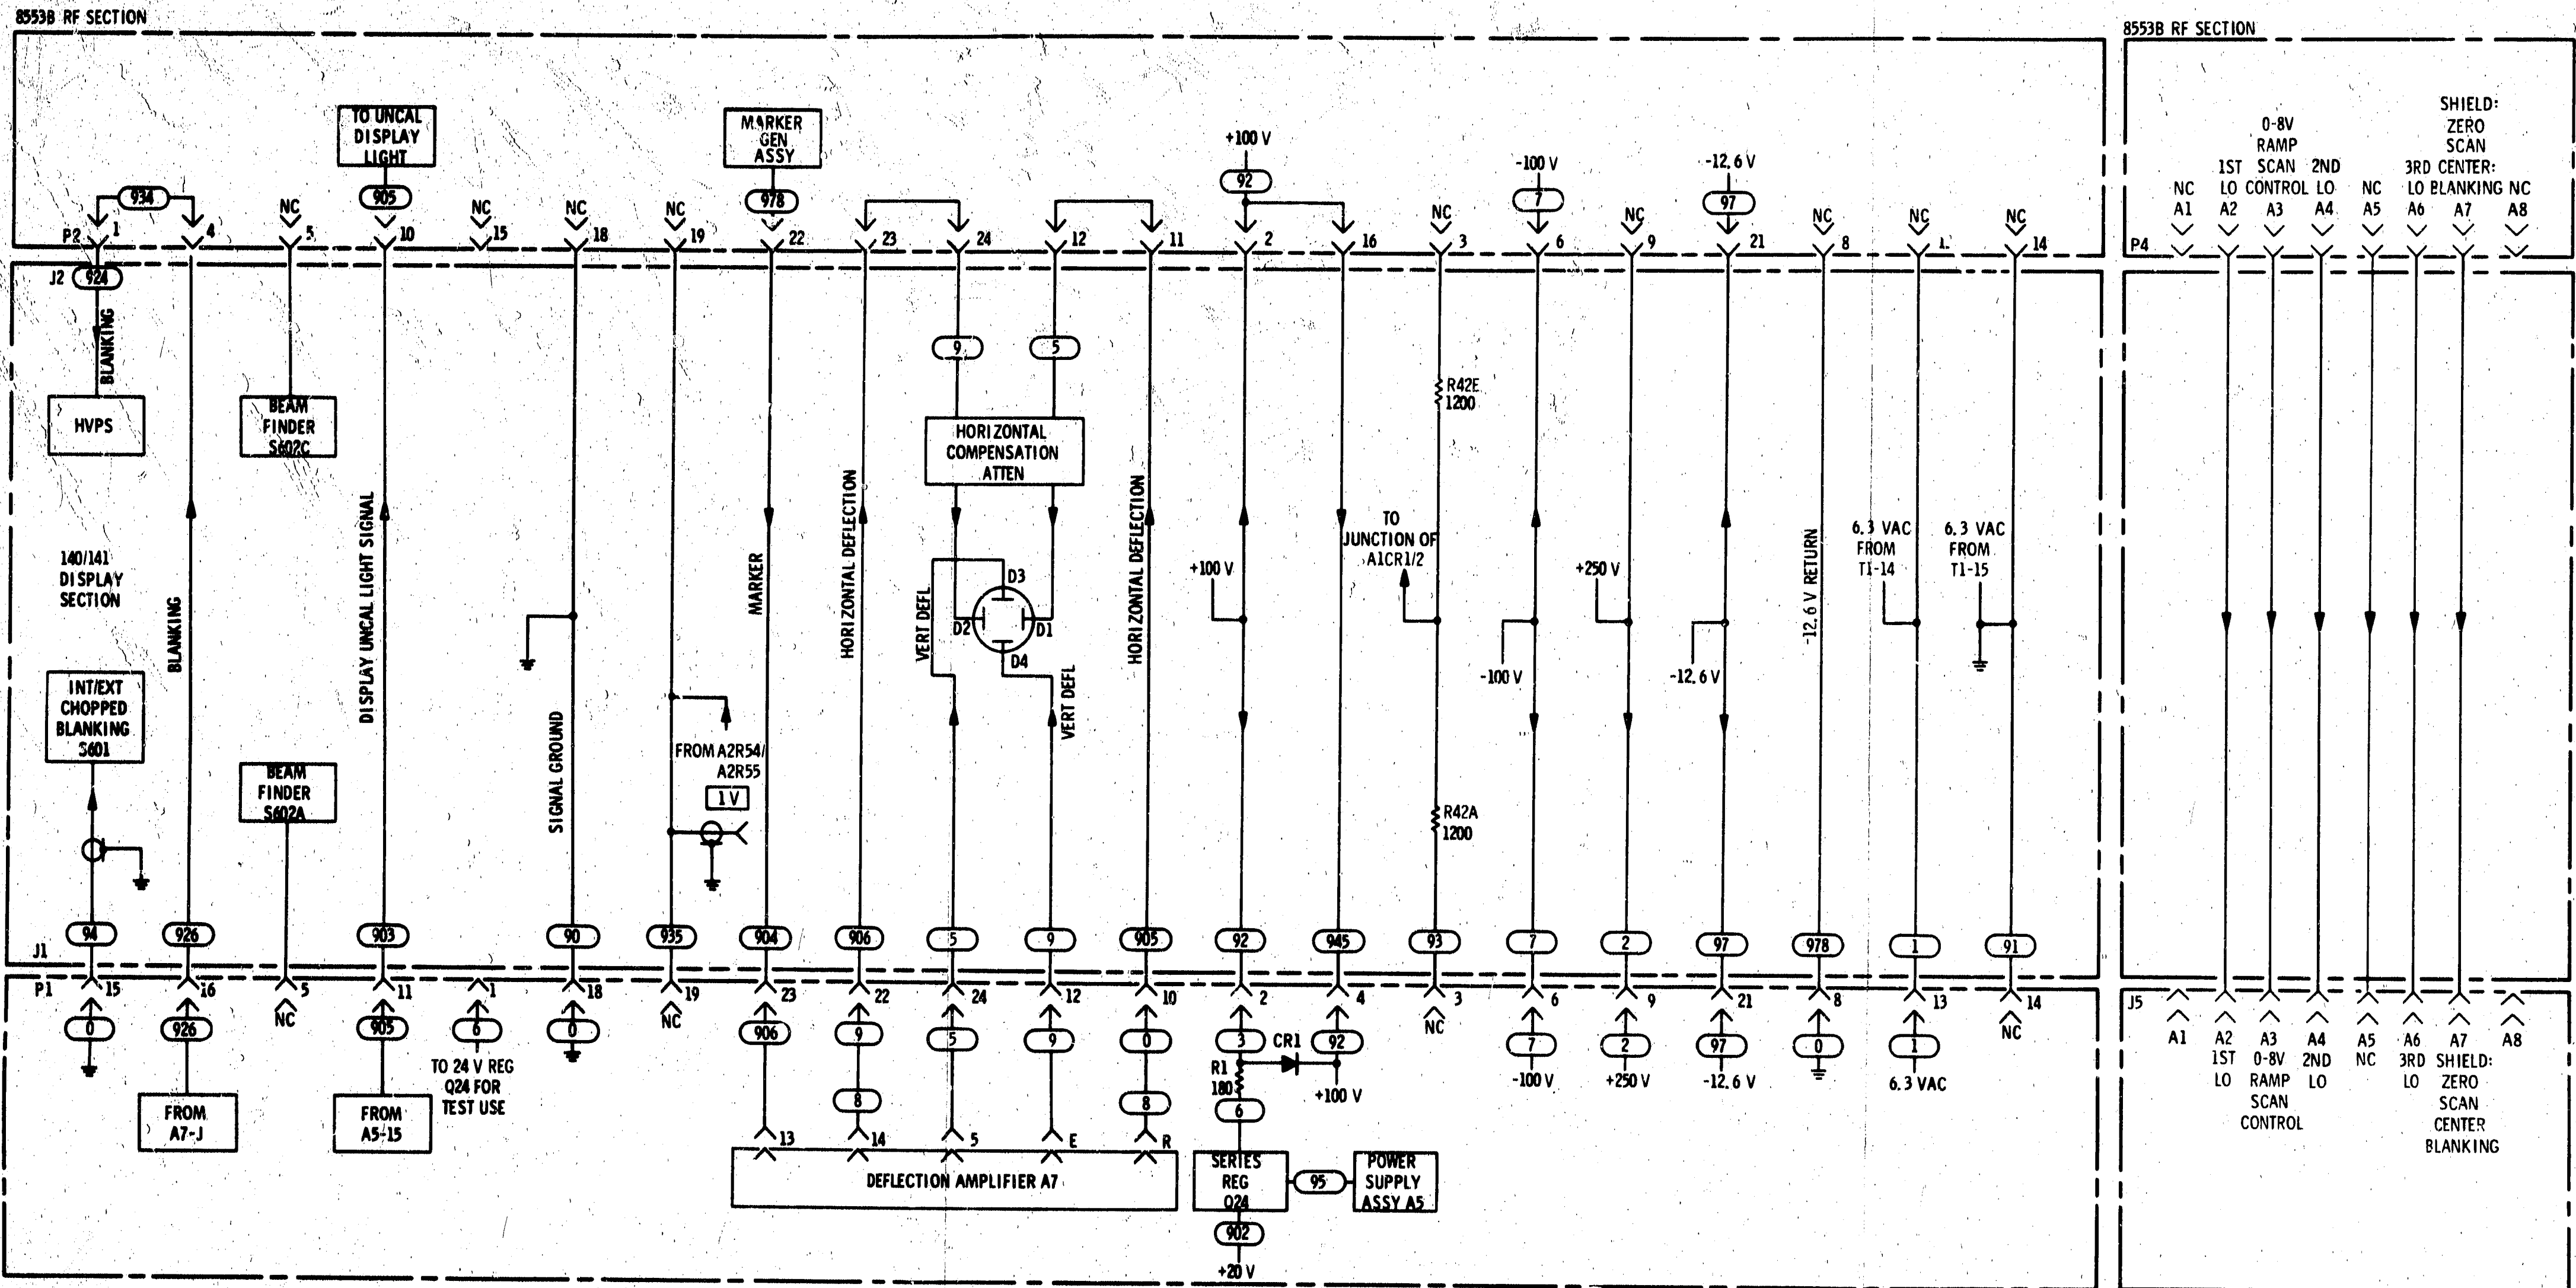 8553B RF SECTION
8553B RF SECTION
TO UNCAL
DISPLAY
LIGHT
905
MARKER
GEN
ASSY
978
+100 V
92
-100 V
7
-12.6 V
97
934
NC
NC
NC
NC
NC
NC
NC
NC
NC
P2
1
4
5
10
15
18
19
22
23
24
12
11
2
16
3
6
9
21
8
1.
14
SHIELD:
0-8V ZERO
RAMP SCAN
1ST SCAN 2ND 3RD CENTER:
NC LO CONTROL LO NC LO BLANKING NC
A1 A2 A3 A4 A5 A6 A7 A8
P4
J2
924
BLANKING
HVPS
BEAM
FINDER
S602C
9
5
HORIZONTAL
COMPENSATION
ATTEN
R42E
1200
140/141
DISPLAY
SECTION
BLANKING
DISPLAY UNCAL LIGHT SIGNAL
SIGNAL GROUND
MARKER
HORIZONTAL DEFLECTION
VERT DEFL
D3
D2
D1
D4
VERT DEFL
HORIZONTAL DEFLECTION
+100 V
TO
JUNCTION OF
A1CR1/2
-100 V
+250 V
-12.6 V
-12.6 V RETURN
6.3 VAC
FROM
T1-14
6.3 VAC
FROM
T1-15
INT/EXT
CHOPPED
BLANKING
S601
BEAM
FINDER
S602A
FROM A2R54/
A2R55
1 V
R42A
1200
94
926
903
90
935
904
906
5
9
905
92
945
93
7
2
97
978
1
91
J1
P1
15
16
5
11
1
18
19
23
22
24
12
10
2
4
3
6
9
21
8
13
14
0
926
NC
905
6
0
NC
906
9
5
9
0
3
CR1
92
NC
7
2
97
0
1
NC
TO 24 V REG
Q24 FOR
TEST USE
R1
180
+100 V
-100 V
+250 V
-12.6 V
6.3 VAC
FROM
A7-J
FROM
A5-15
8
8
6
13
14
5
E
R
DEFLECTION AMPLIFIER A7
SERIES
REG
Q24
95
POWER
SUPPLY
ASSY A5
902
+20 V
J5
A1 A2 A3 A4 A5 A6 A7 A8
1ST 0-8V 2ND NC 3RD SHIELD:
LO RAMP LO LO ZERO
SCAN SCAN
CONTROL CENTER
BLANKING